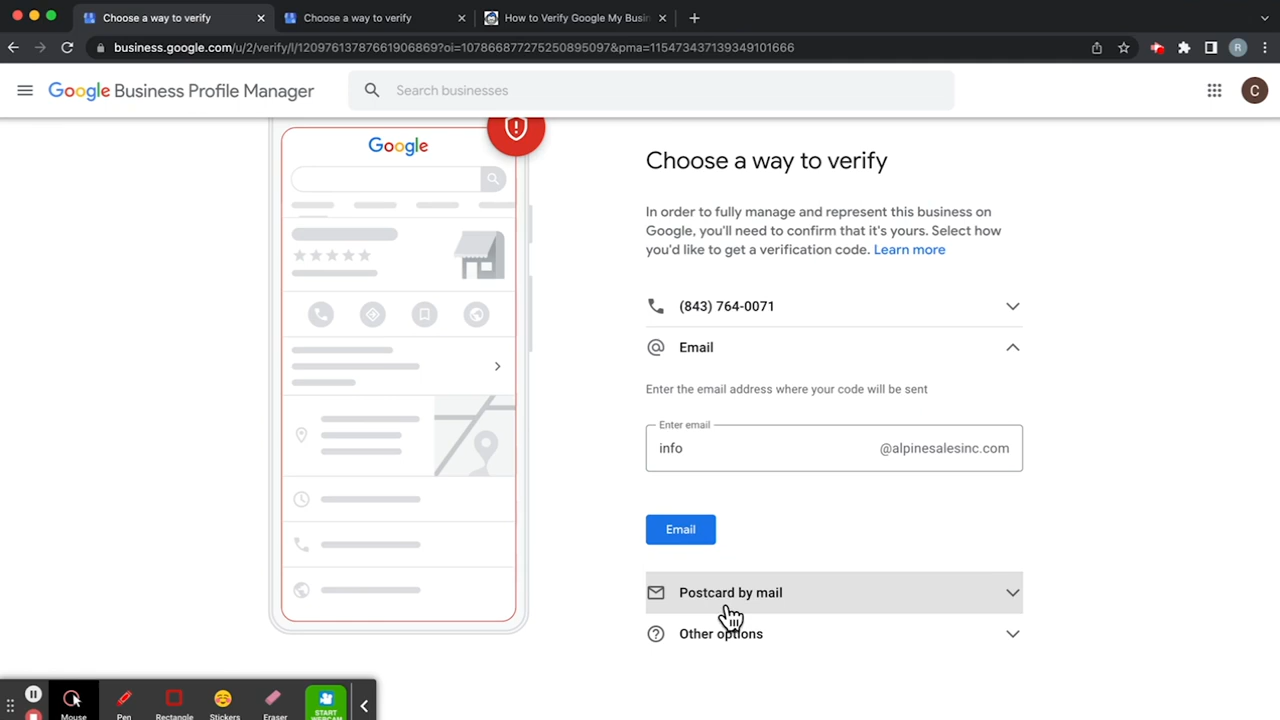 Choose a way to verify
Choose a way to verify
How to Verify Google My Busin
business.google.com/u/2/verify/l/12097613787661906869?oi=107866877275250895097&pma=115473437139349101666
R
Google Business Profile Manager
Search businesses
C
Google
Choose a way to verify
In order to fully manage and represent this business on
Google, you'll need to confirm that it's yours. Select how
you'd like to get a verification code. Learn more
(843) 764-0071
Email
Enter the email address where your code will be sent
Enter email
info @alpinesalesinc.com
Email
Postcard by mail
Other options
Mouse Pen Rectangle Stickers Eraser START WEBCAM